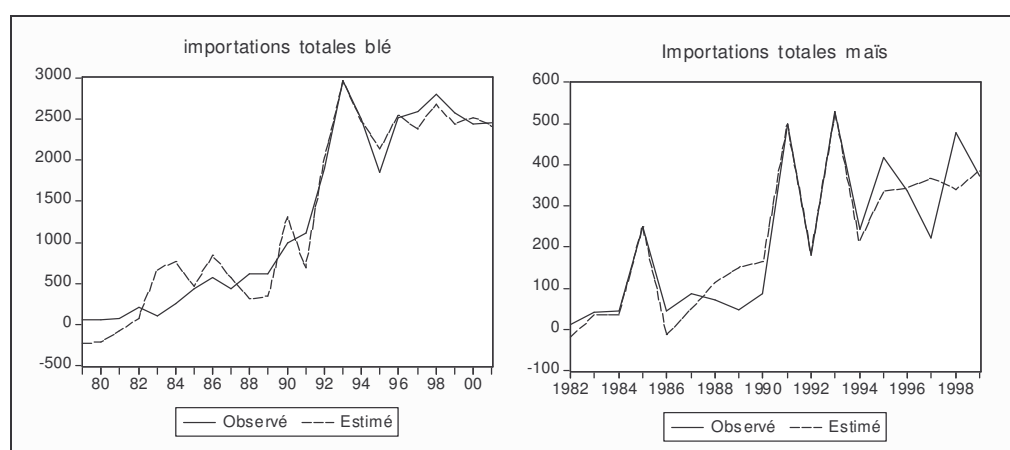 importations totales blé
3000
2500
2000
1500
1000
500
0
-500
80 82 84 86 88 90 92 94 96 98 00
Observé Estimé
Importations totales maïs
600
500
400
300
200
100
0
-100
1982 1984 1986 1988 1990 1992 1994 1996 1998
Observé Estimé